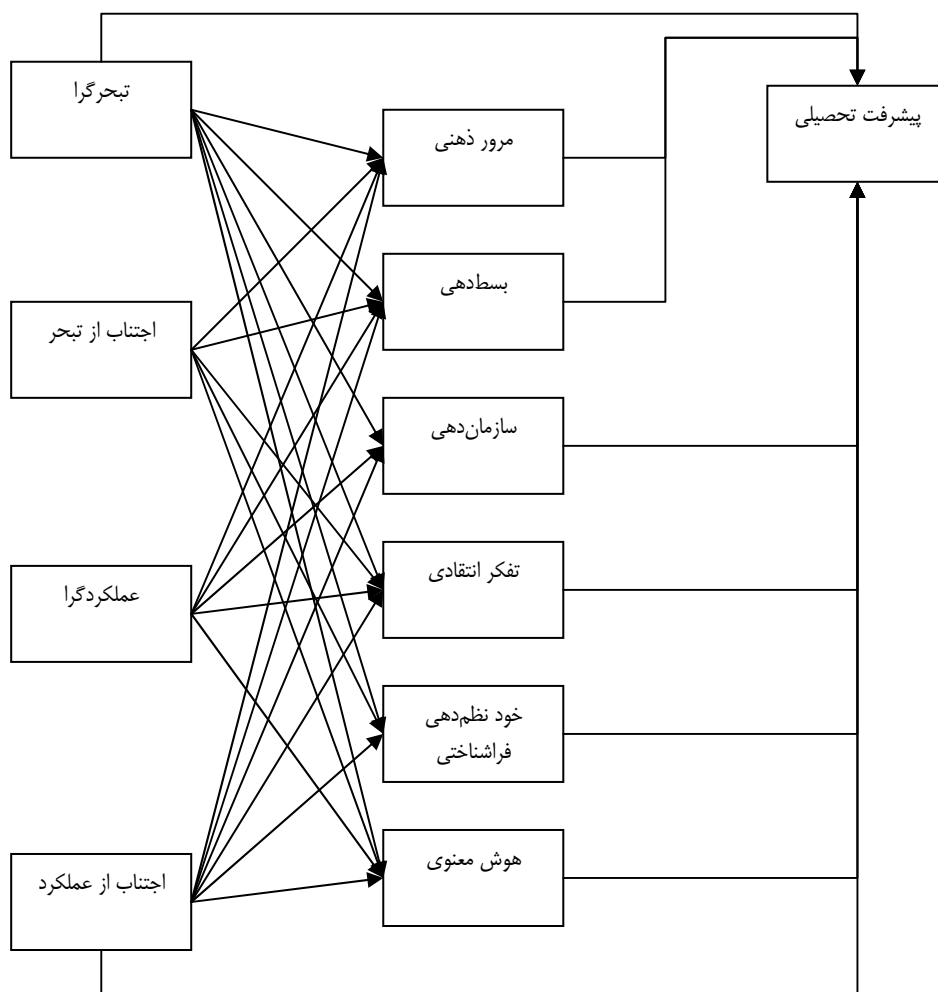 تبحرگرا
پیشرفت تحصیلی
مرور ذهنی
بسط‌دهی
اجتناب از تبحر
سازمان‌دهی
تفکر انتقادی
عملکردگرا
خود نظم‌دهی
فراشناختی
هوش معنوی
اجتناب از عملکرد